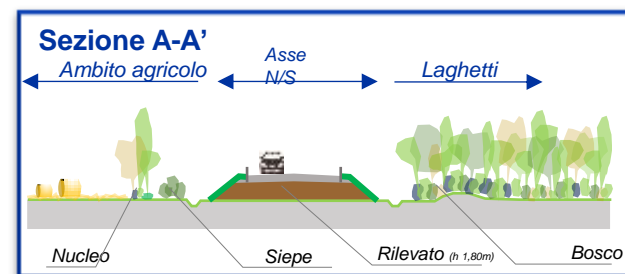 Sezione A-A'
Ambito agricolo
Asse
N/S
Laghetti
Nucleo
Siepe
Rilevato (h 1,80m)
Bosco